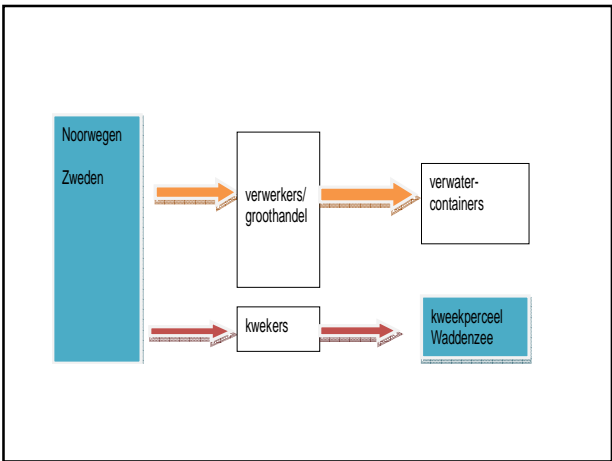 Noorwegen
Zweden
verwerkers/
groothandel
verwater-
containers
kwekers
kweekperceel
Waddenzee